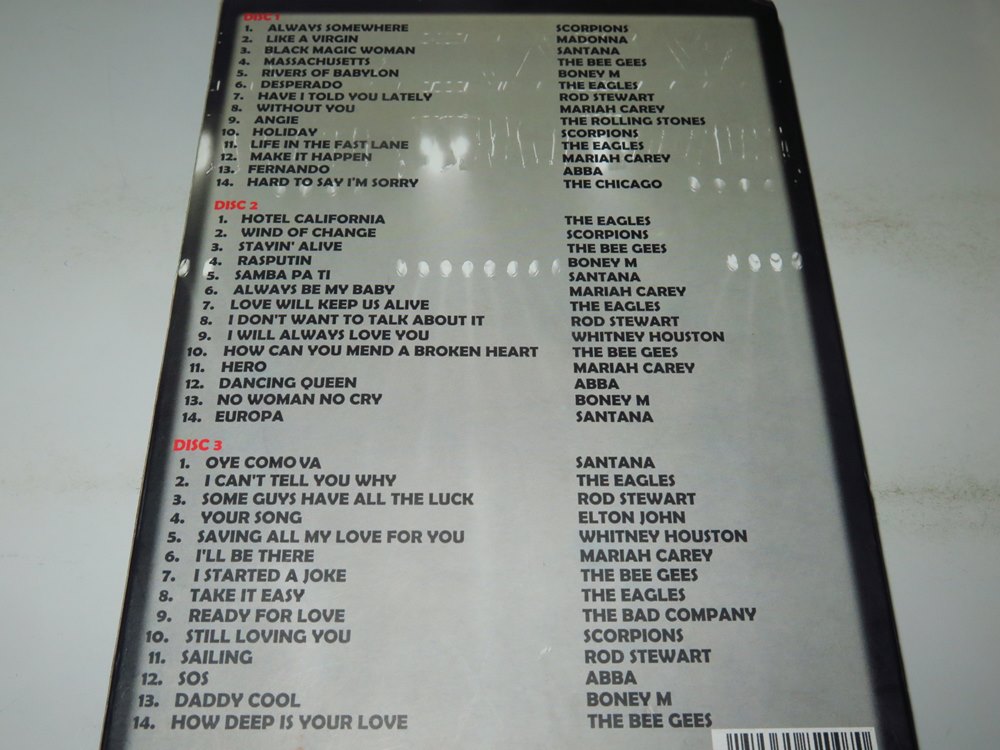 DISC 1
1. ALWAYS SOMEWHERE SCORPIONS
2. LIKE A VIRGIN MADONNA
3. BLACK MAGIC WOMAN SANTANA
4. MASSACHUSETTS THE BEE GEES
5. RIVERS OF BABYLON BONEY M
6. DESPERADO THE EAGLES
7. HAVE I TOLD YOU LATELY ROD STEWART
8. WITHOUT YOU MARIAH CAREY
9. ANGIE THE ROLLING STONES
10. HOLIDAY SCORPIONS
11. LIFE IN THE FAST LANE THE EAGLES
12. MAKE IT HAPPEN MARIAH CAREY
13. FERNANDO ABBA
14. HARD TO SAY I'M SORRY THE CHICAGO
DISC 2
1. HOTEL CALIFORNIA THE EAGLES
2. WIND OF CHANGE SCORPIONS
3. STAYIN' ALIVE THE BEE GEES
4. RASPUTIN BONEY M
5. SAMBA PA TI SANTANA
6. ALWAYS BE MY BABY MARIAH CAREY
7. LOVE WILL KEEP US ALIVE THE EAGLES
8. I DON'T WANT TO TALK ABOUT IT ROD STEWART
9. I WILL ALWAYS LOVE YOU WHITNEY HOUSTON
10. HOW CAN YOU MEND A BROKEN HEART THE BEE GEES
11. HERO MARIAH CAREY
12. DANCING QUEEN ABBA
13. NO WOMAN NO CRY BONEY M
14. EUROPA SANTANA
DISC 3
1. OYE COMO VA SANTANA
2. I CAN'T TELL YOU WHY THE EAGLES
3. SOME GUYS HAVE ALL THE LUCK ROD STEWART
4. YOUR SONG ELTON JOHN
5. SAVING ALL MY LOVE FOR YOU WHITNEY HOUSTON
6. I'LL BE THERE MARIAH CAREY
7. I STARTED A JOKE THE BEE GEES
8. TAKE IT EASY THE EAGLES
9. READY FOR LOVE THE BAD COMPANY
10. STILL LOVING YOU SCORPIONS
11. SAILING ROD STEWART
12. SOS ABBA
13. DADDY COOL BONEY M
14. HOW DEEP IS YOUR LOVE THE BEE GEES